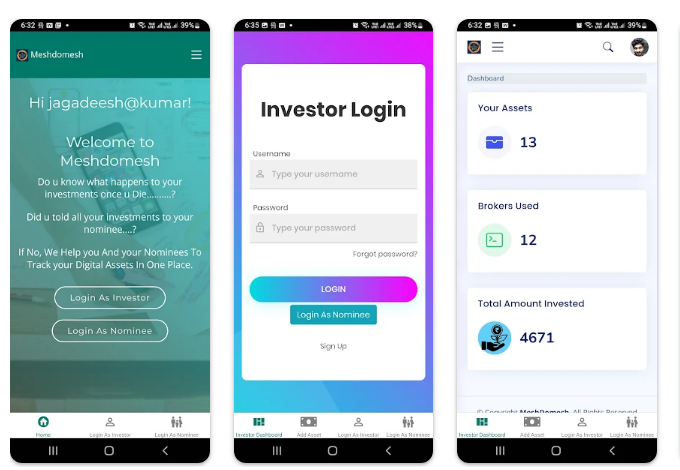 6:32
39%
Meshdomesh
Hi jagadeesh@kumar!
Welcome to
Meshdomesh
Do u know what happens to your
investments once u Die.........?
Did u told all your investments to your
nominee....?
If No, We Help you And your Nominees To
Track your Digital Assets In One Place.
Login As Investor
Login As Nominee
Home
Login As Investor
Login As Nominee
6:35
38%
Investor Login
Username
Type your username
Password
Type your password
Forgot password?
LOGIN
Login As Nominee
Sign Up
Investor Dashboard
Add Asset
Login As Investor
Login As Nominee
6:32
39%
Dashboard
Your Assets
13
Brokers Used
12
Total Amount Invested
4671
© Copyright MeshDomesh. All Rights Reserved
Investor Dashboard
Add Asset
Login As Investor
Login As Nominee